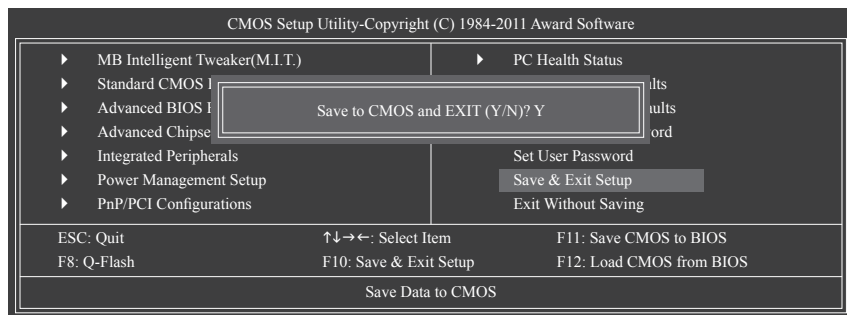 CMOS Setup Utility-Copyright (C) 1984-2011 Award Software
MB Intelligent Tweaker(M.I.T.)
Standard CMOS
Advanced BIOS
Advanced Chipse
Integrated Peripherals
Power Management Setup
PnP/PCI Configurations
PC Health Status
Set User Password
Save & Exit Setup
Exit Without Saving
Save to CMOS and EXIT (Y/N)? Y
ESC: Quit
↑↓→←: Select Item
F11: Save CMOS to BIOS
F8: Q-Flash
F10: Save & Exit Setup
F12: Load CMOS from BIOS
Save Data to CMOS